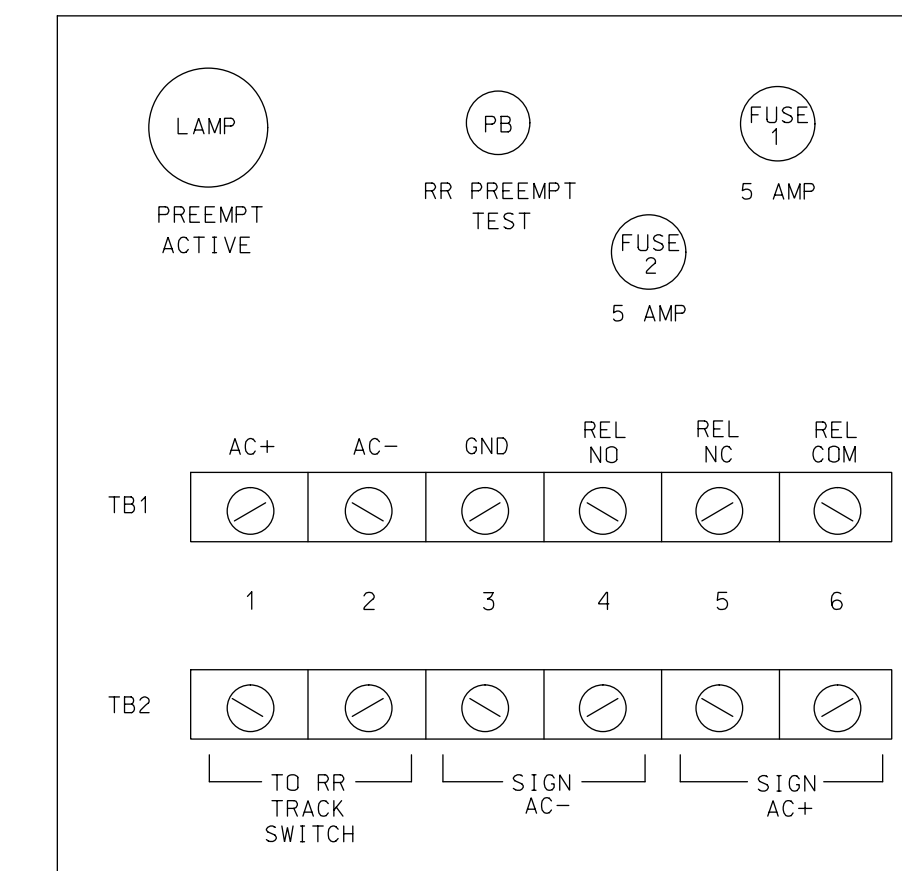 LAMP
PREEMPT
ACTIVE
PB
RR PREEMPT
TEST
FUSE
1
5 AMP
FUSE
2
5 AMP
AC+ AC- GND REL NO REL NC REL COM
TB1
1 2 3 4 5 6
TB2
TO RR
TRACK
SWITCH
SIGN
AC-
SIGN
AC+